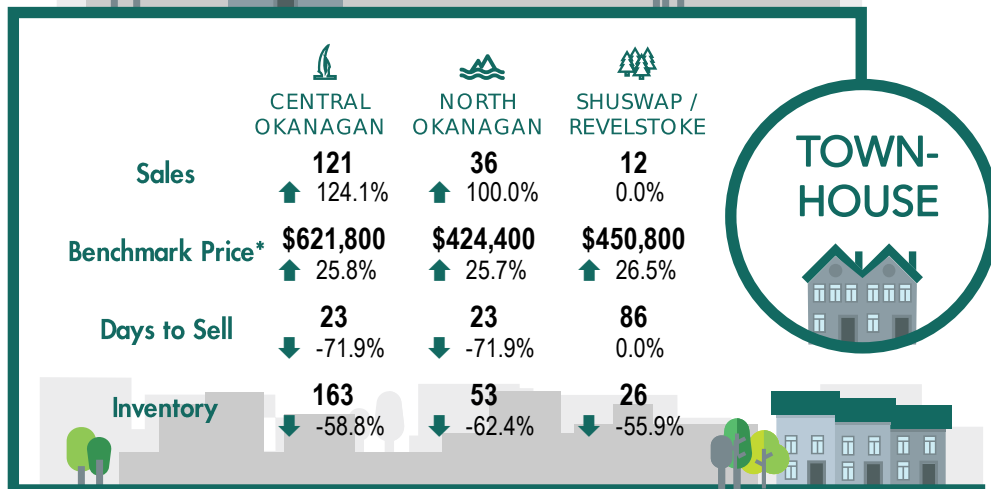 CENTRAL OKANAGAN
NORTH OKANAGAN
SHUSWAP / REVELSTOKE
TOWN-
HOUSE
Sales
121
124.1%
36
100.0%
12
0.0%
Benchmark Price*
$621,800
25.8%
$424,400
25.7%
$450,800
26.5%
Days to Sell
23
-71.9%
23
-71.9%
86
0.0%
Inventory
163
-58.8%
53
-62.4%
26
-55.9%